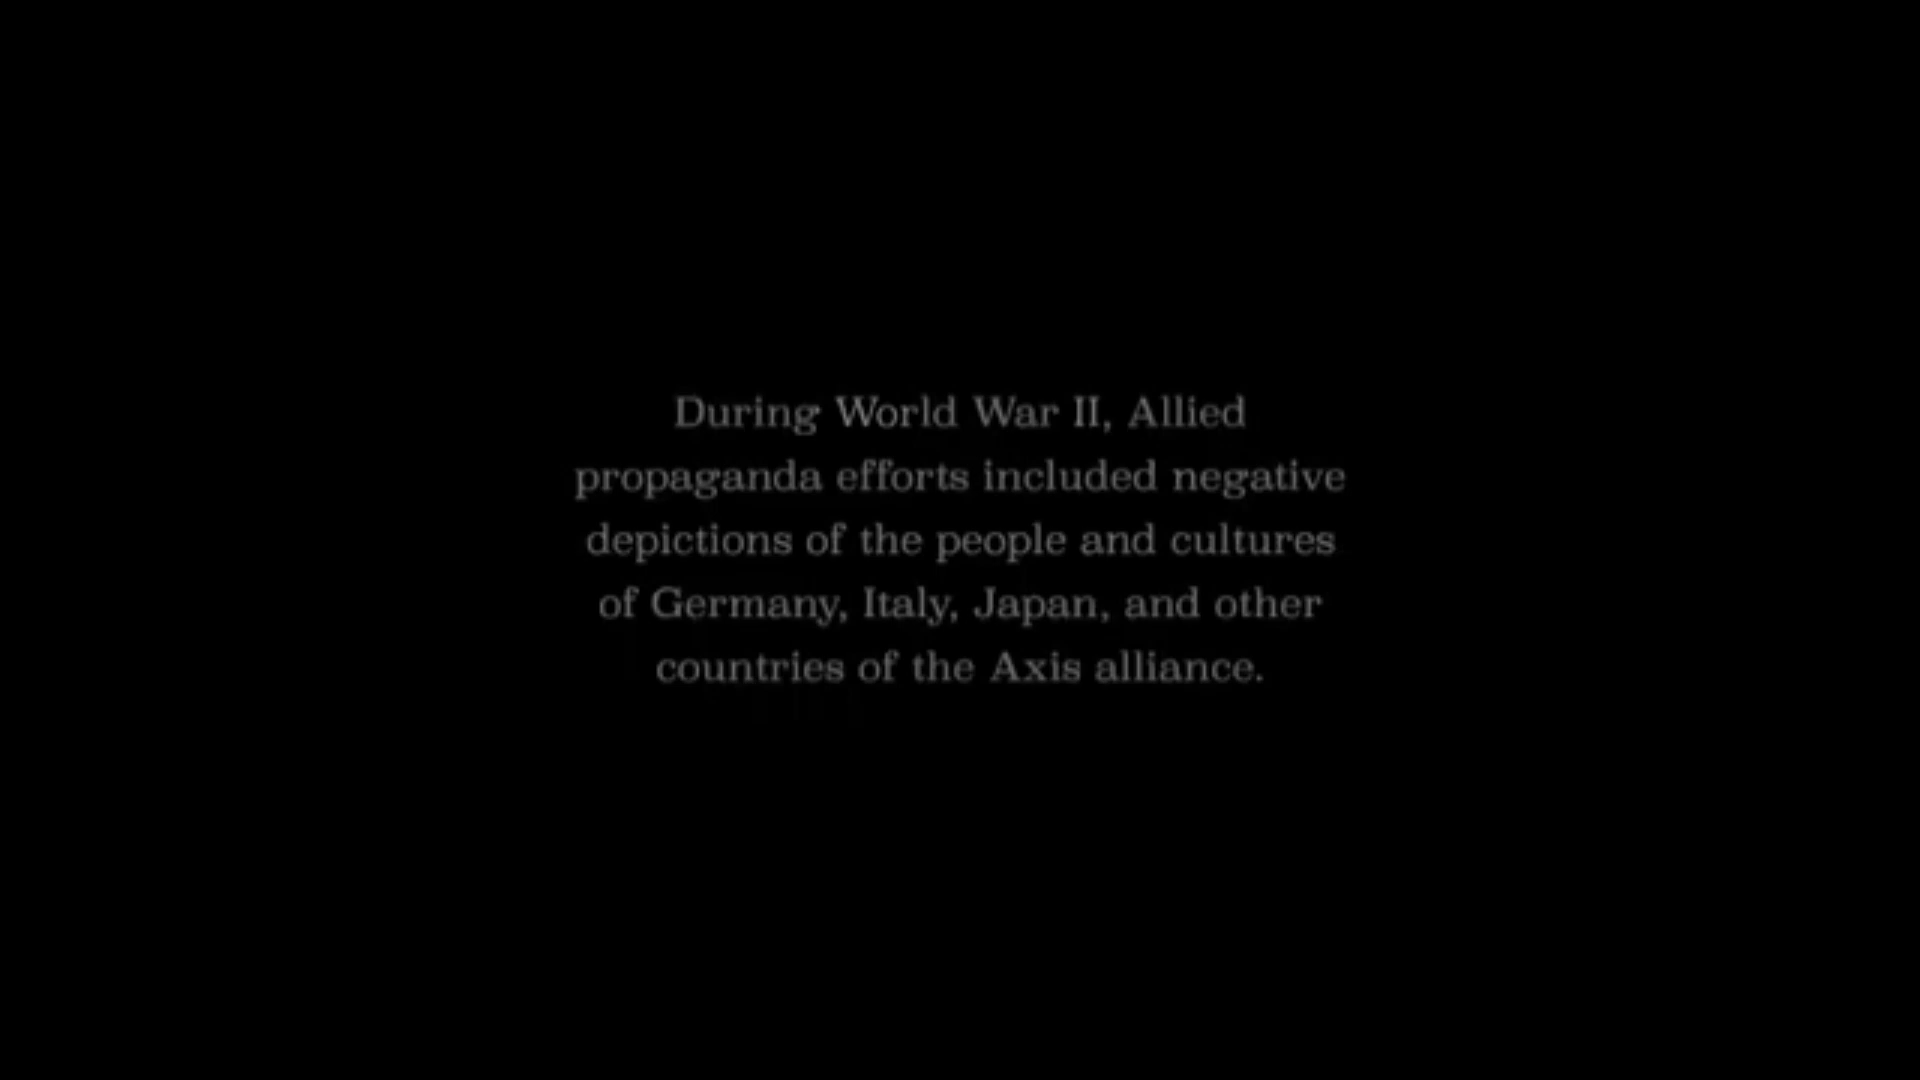 During World War II, Allied
propaganda efforts included negative
depictions of the people and cultures
of Germany, Italy, Japan, and other
countries of the Axis alliance.